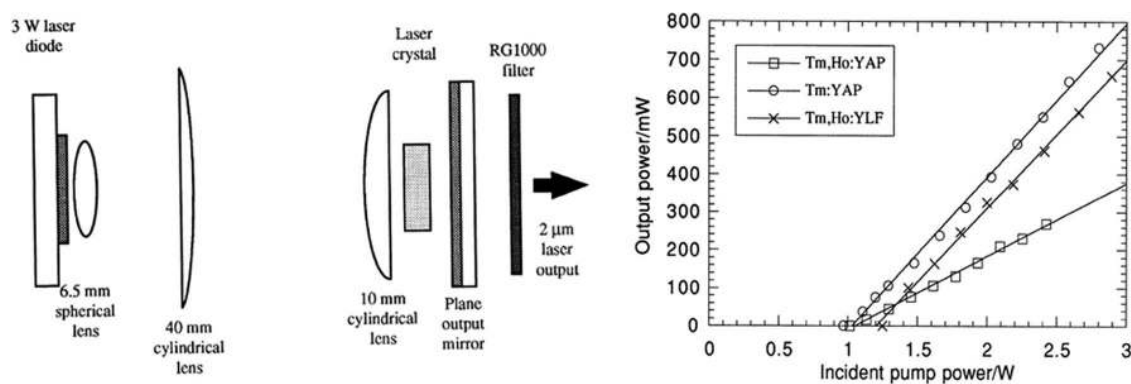 3 W laser
diode
Laser
crystal
RG1000
filter
2 μm
laser
output
6.5 mm
spherical
lens
40 mm
cylindrical
lens
10 mm
cylindrical
lens
Plane
output
mirror
Output power/mW
800
700
600
500
400
300
200
100
0
Tm,Ho:YAP
Tm:YAP
Tm,Ho:YLF
0 0.5 1 1.5 2 2.5 3
Incident pump power/W